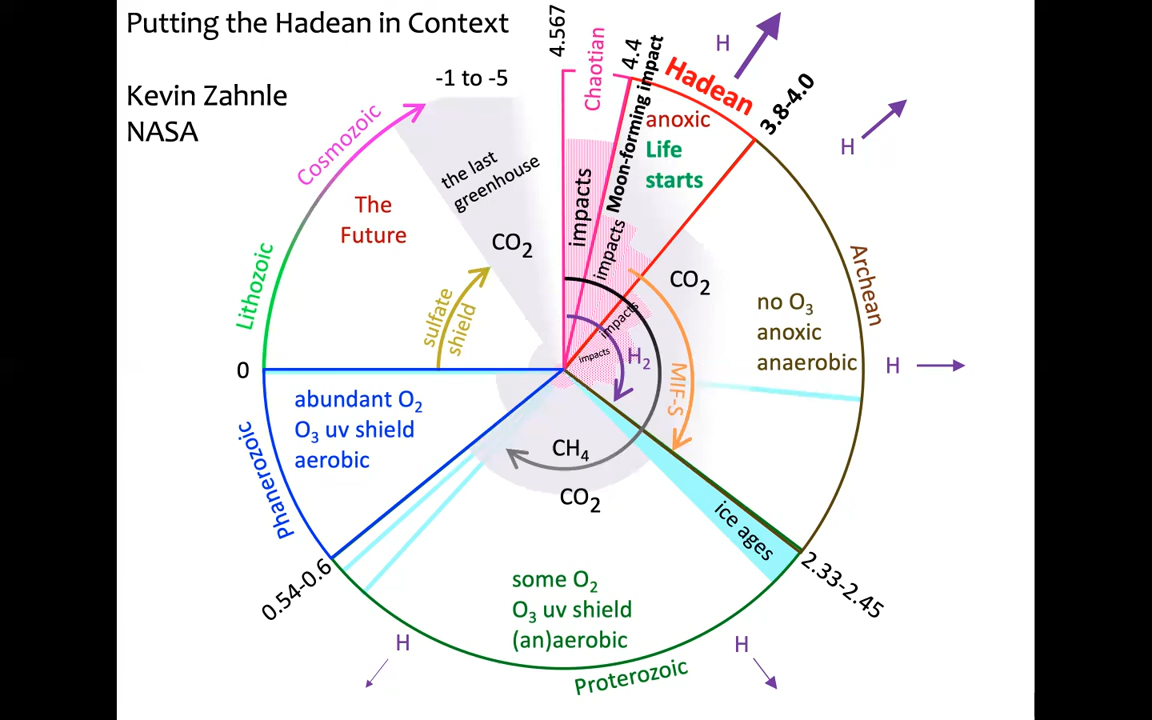 Putting the Hadean in Context
Kevin Zahnle
NASA
-1 to -5
4.567
Chaotian
4.4
Moon-forming impact
Hadean
3.8-4.0
H
H
H
H
H
anoxic
Life
starts
impacts
impacts
impacts
impacts
Cosmozoic
The
Future
the last
greenhouse
CO₂
Lithozoic
sulfate
shield
0
CO₂
no O₃
anoxic
anaerobic
Archean
H₂
MIF-S
abundant O₂
O₃ uv shield
aerobic
Phanerozoic
0.54-0.6
CH₄
CO₂
ice ages
2.33-2.45
some O₂
O₃ uv shield
(an)aerobic
Proterozoic